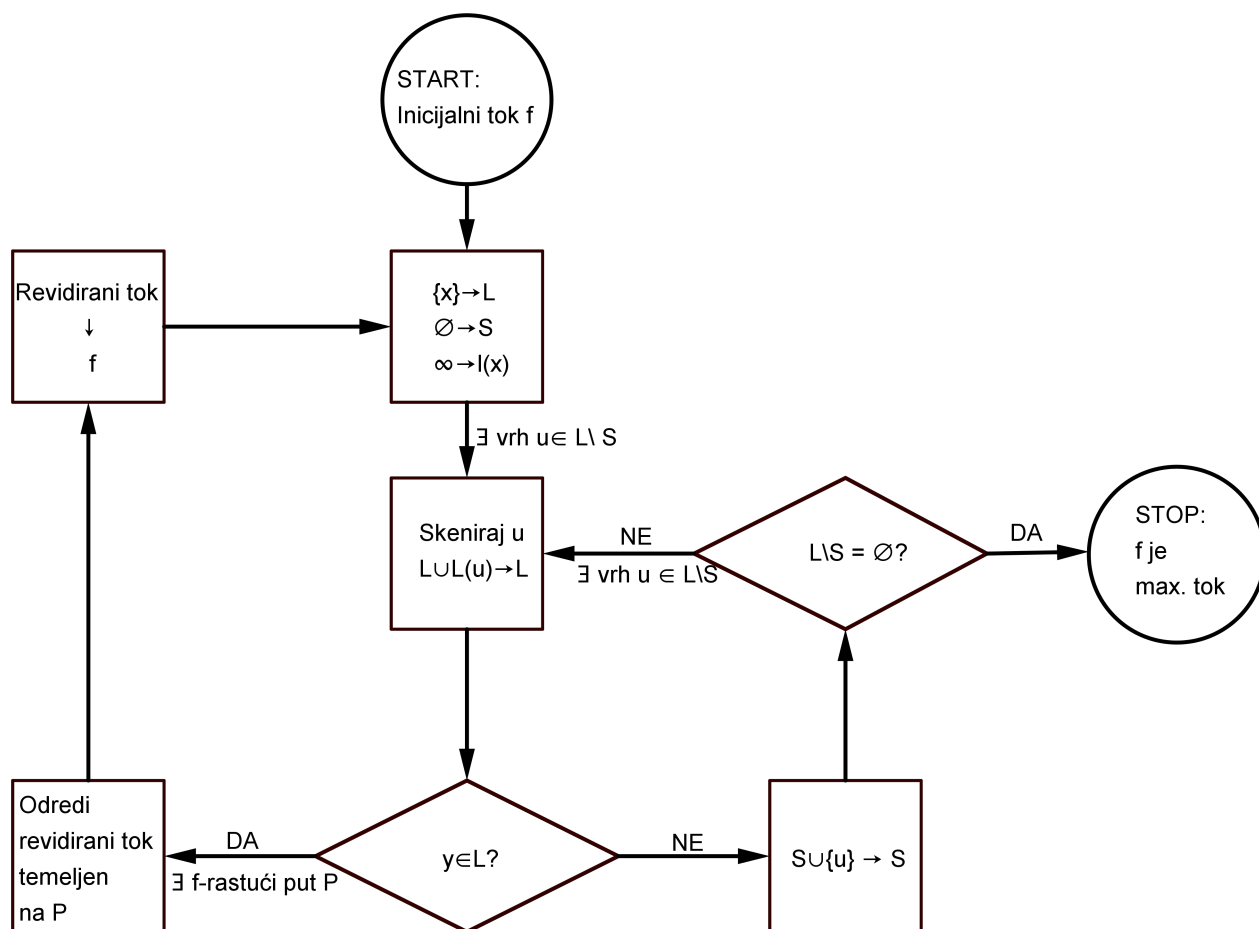 START:
Inicijalni tok f
Revidirani tok
↓
f
{x}→L
∅→S
∞→l(x)
∃ vrh u∈ L\ S
Skeniraj u
L∪L(u)→L
NE
∃ vrh u ∈ L\S
L\S = ∅?
DA
STOP:
f je
max. tok
Odredi
revidirani tok
temeljen
na P
DA
∃ f-rastući put P
y∈L?
NE
S∪{u} → S